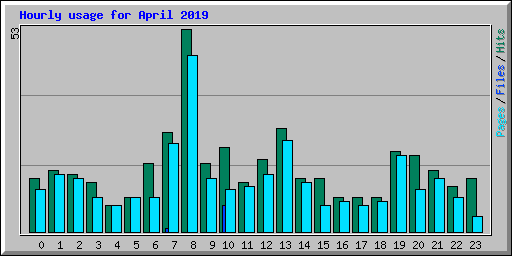 Hourly usage for April 2019
53
Pages / Files / Hits
0 1 2 3 4 5 6 7 8 9 10 11 12 13 14 15 16 17 18 19 20 21 22 23